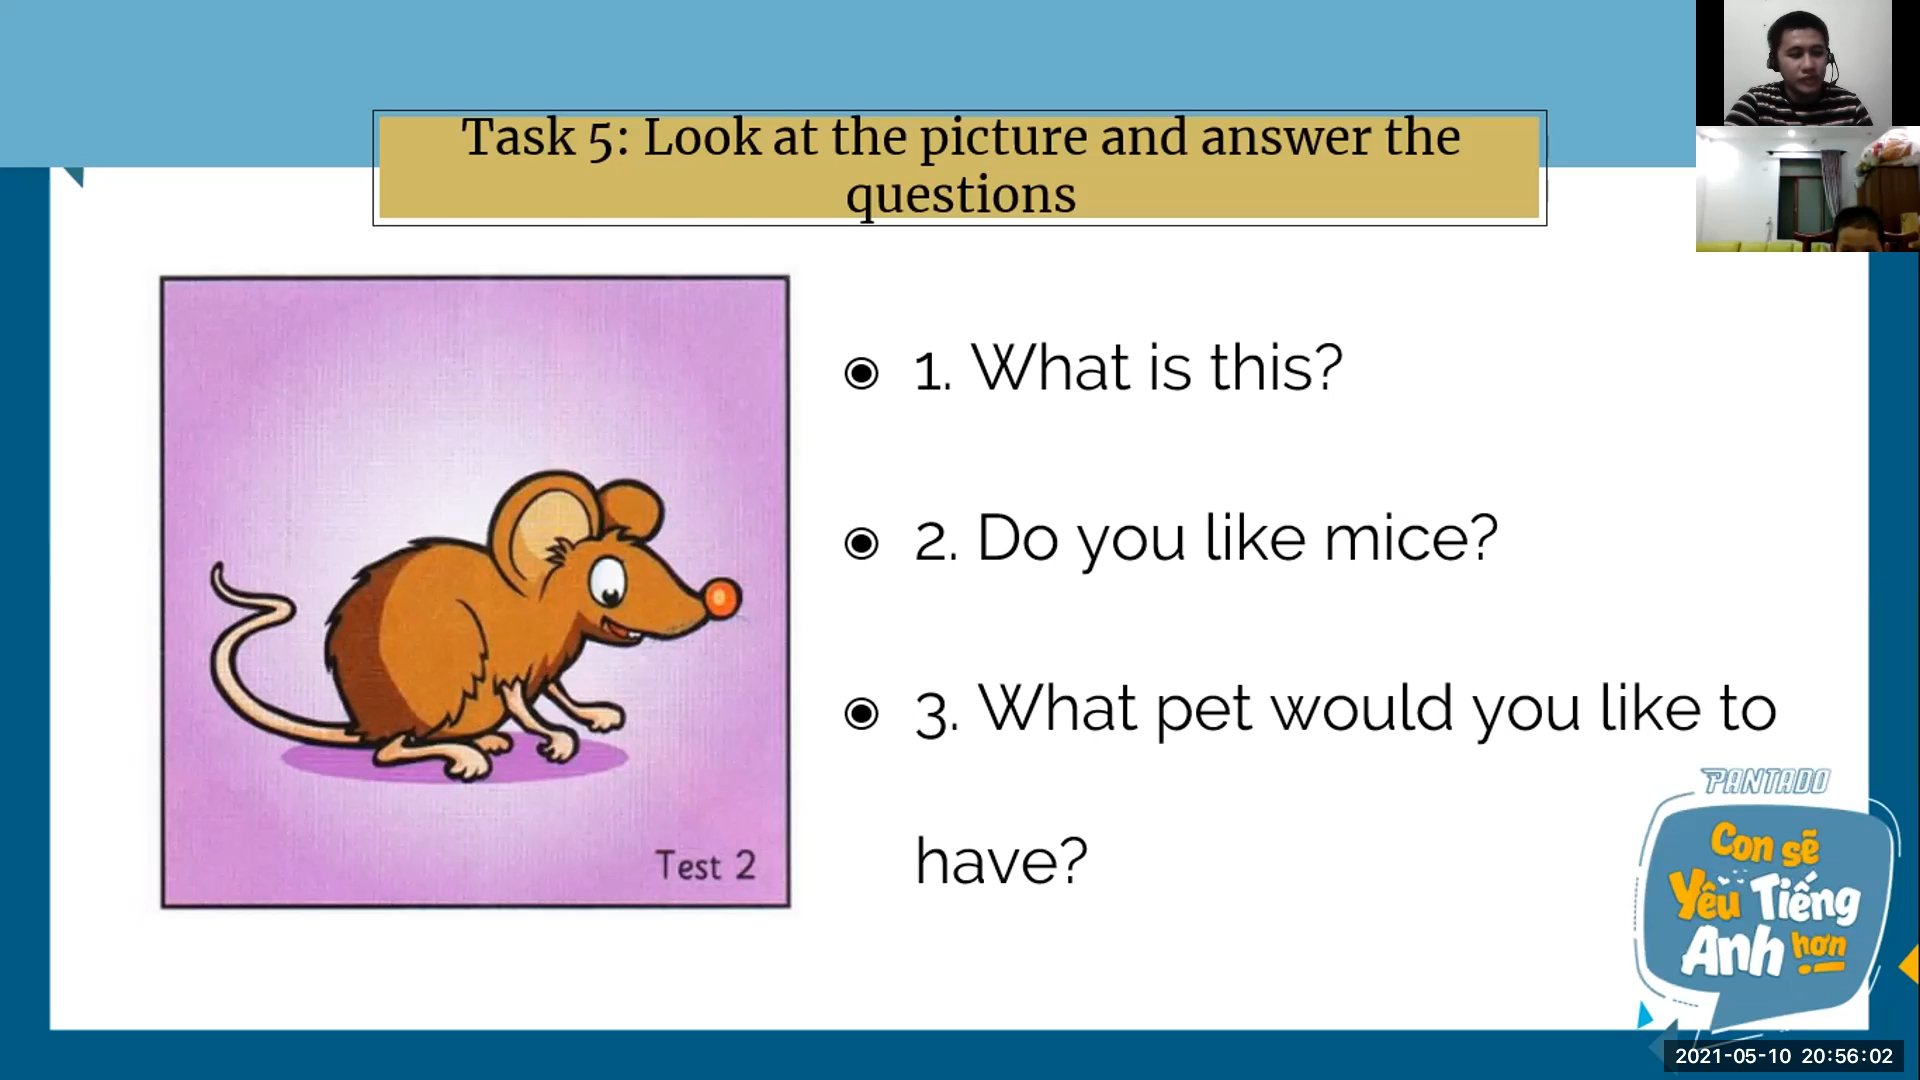 Task 5: Look at the picture and answer the
questions
1. What is this?
2. Do you like mice?
3. What pet would you like to
have?
Test 2
PANTADO
Con sẽ
Yêu Tiếng
Anh hơn
2021-05-10 20:56:02